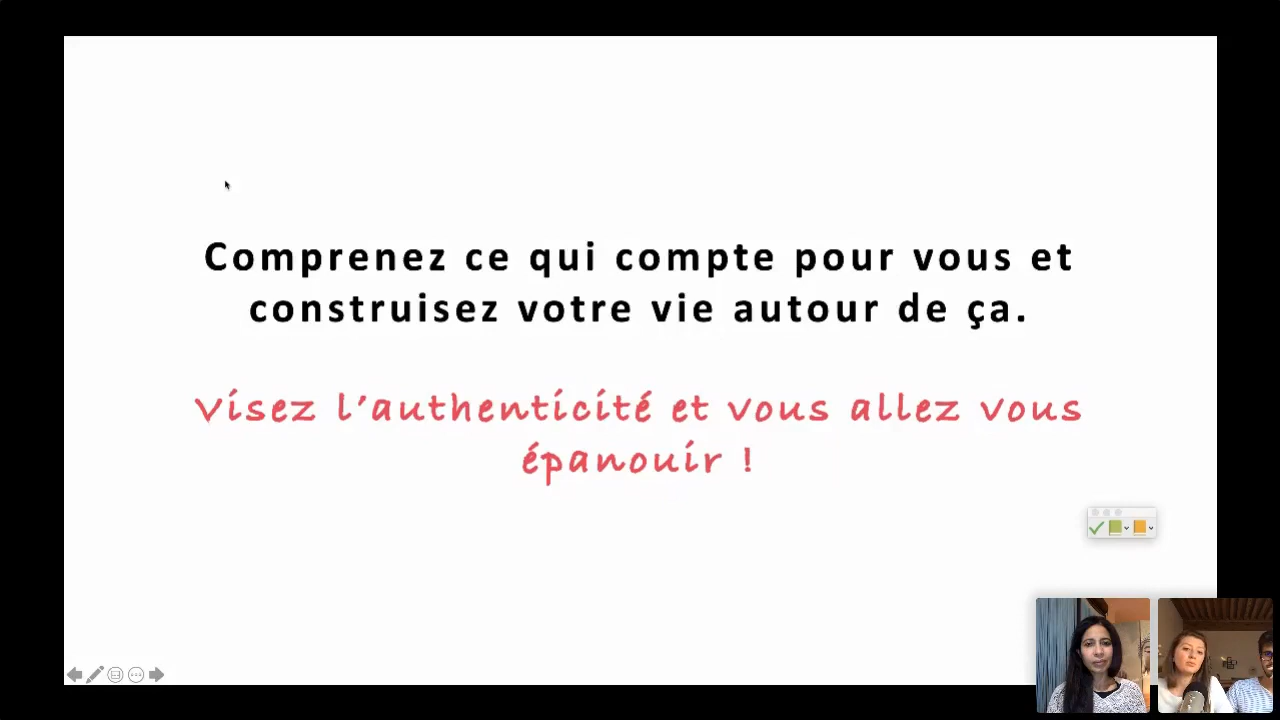 Comprenez ce qui compte pour vous et
construisez votre vie autour de ça.
Visez l’authenticité et vous allez vous
épanouir !